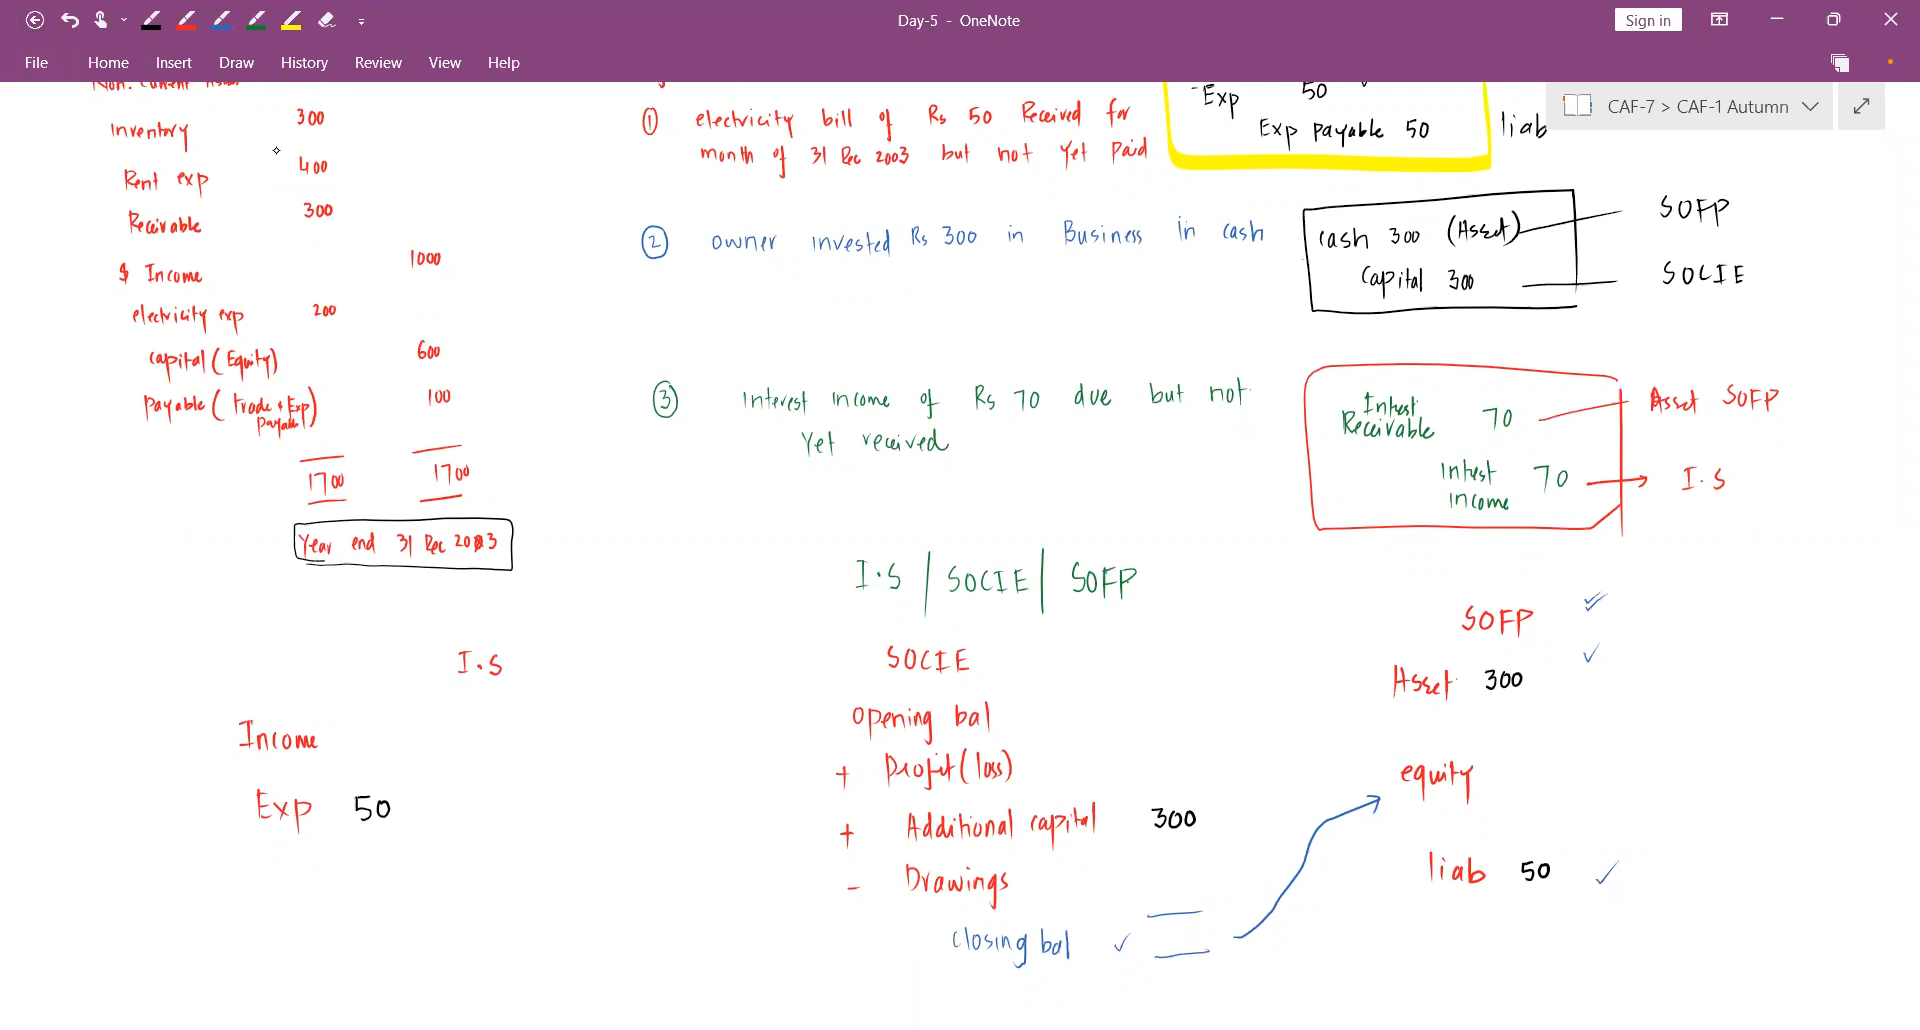 Day-5 - OneNote
Sign in
File Home Insert Draw History Review View Help
CAF-7 > CAF-1 Autumn
300
Inventory
400
Rent exp
300
Receivable
1000
$ Income
electricity exp 200
capital (Equity) 600
payable (trade + Exp payable) 100
1700 1700
Year end 31 Dec 2003
① electricity bill of Rs 50 Received for
month of 31 Dec 2003 but not yet paid
Exp 50
Exp payable 50
liab
② owner invested Rs 300 in Business in cash
cash 300 (Asset) SOFP
Capital 300 SOCIE
③ Interest income of Rs 70 due but not
yet received
Intest
Receivable 70 Asset SOFP
Intest
income 70 I.S
I.S | SOCIE | SOFP
I.S
Income
Exp 50
SOCIE
opening bal
+ Profit (loss)
+ Additional capital 300
- Drawings
closing bal
SOFP
Asset 300
equity
liab 50